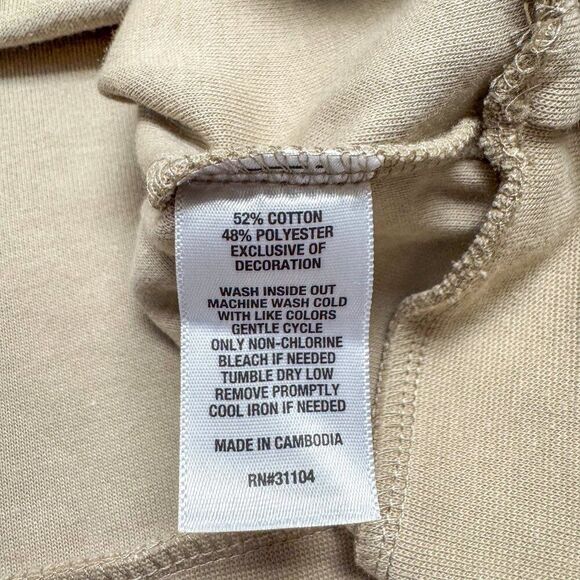 52% COTTON
48% POLYESTER
EXCLUSIVE OF
DECORATION
WASH INSIDE OUT
MACHINE WASH COLD
WITH LIKE COLORS
GENTLE CYCLE
ONLY NON-CHLORINE
BLEACH IF NEEDED
TUMBLE DRY LOW
REMOVE PROMPTLY
COOL IRON IF NEEDED
MADE IN CAMBODIA
RN#31104